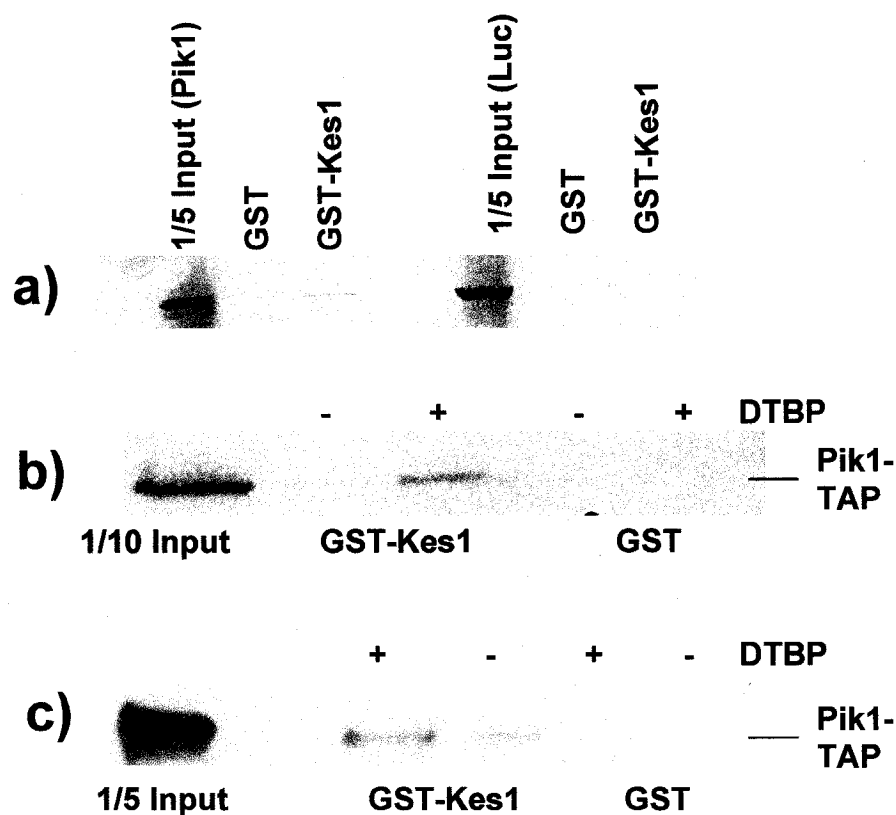 1/5 Input (Pik1)
GST
GST-Kes1
1/5 Input (Luc)
GST
GST-Kes1
a)
- + - + DTBP
b)
Pik1-
TAP
1/10 Input GST-Kes1 GST
+ - + - DTBP
c)
Pik1-
TAP
1/5 Input GST-Kes1 GST